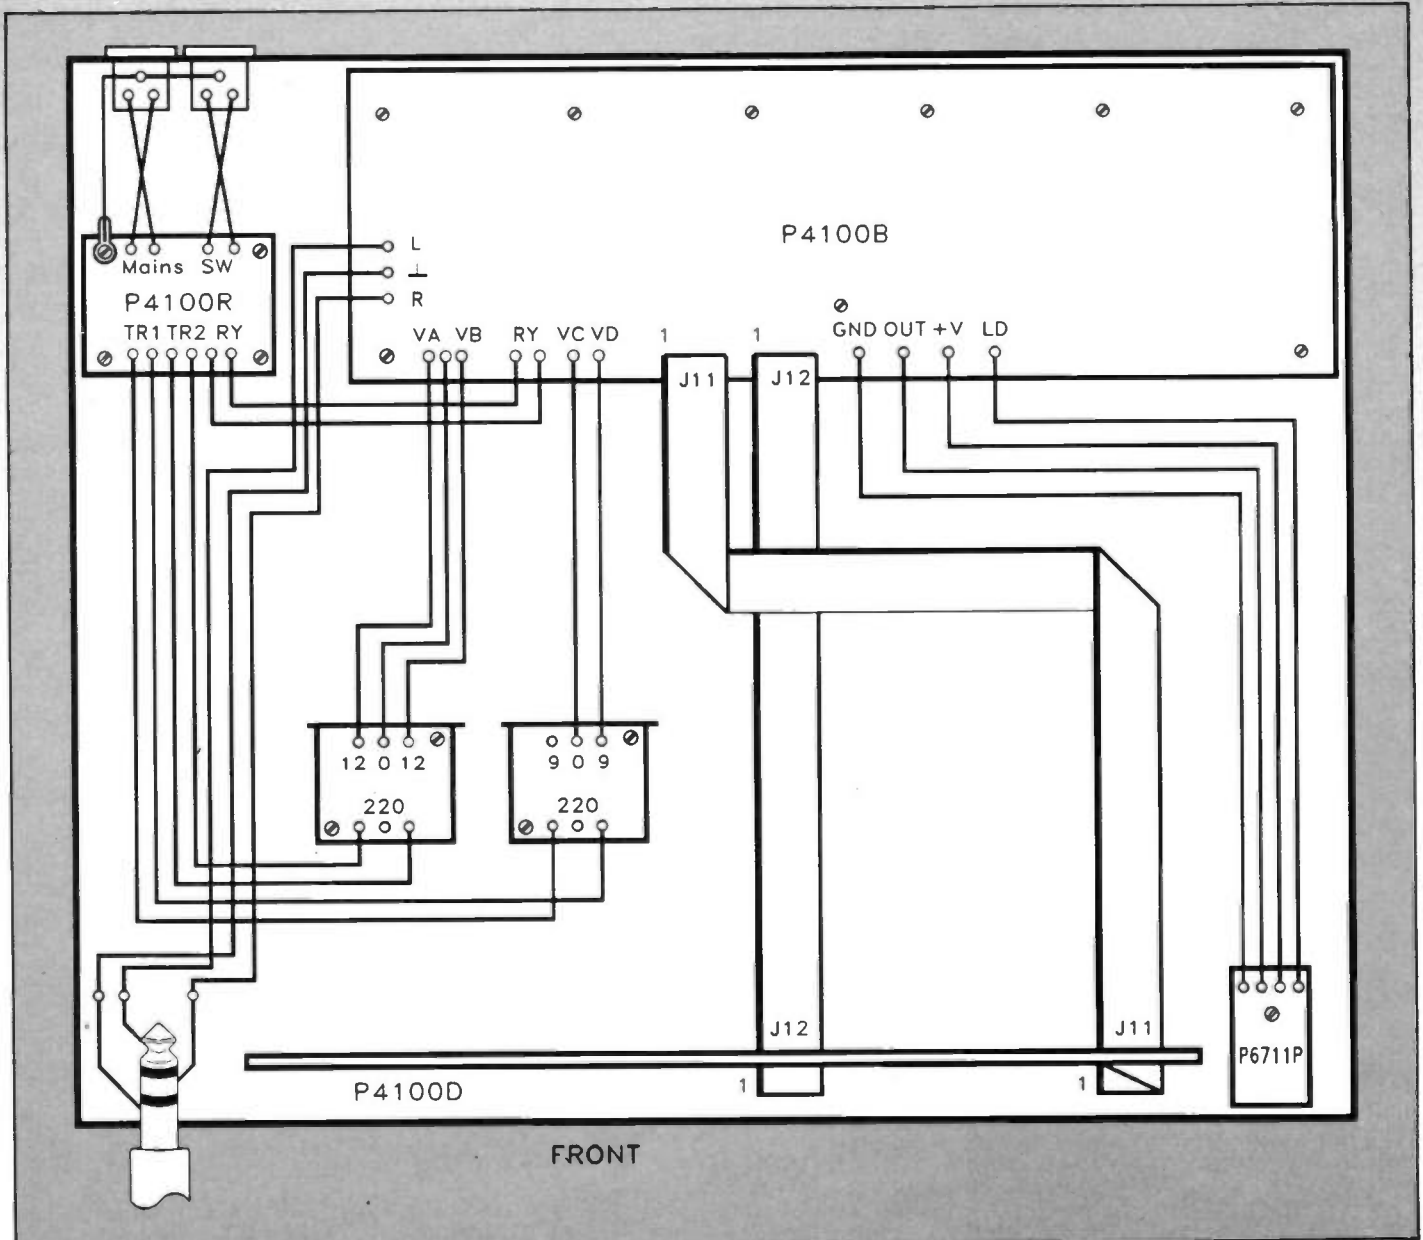 P4100B
L
⊥
R
Mains SW
P4100R
TR1 TR2 RY
VA VB RY VC VD
1 1
GND OUT +V LD
J11 J12
12 0 12
220
9 0 9
220
J12 J11
P4100D
1 1
P6711P
FRONT